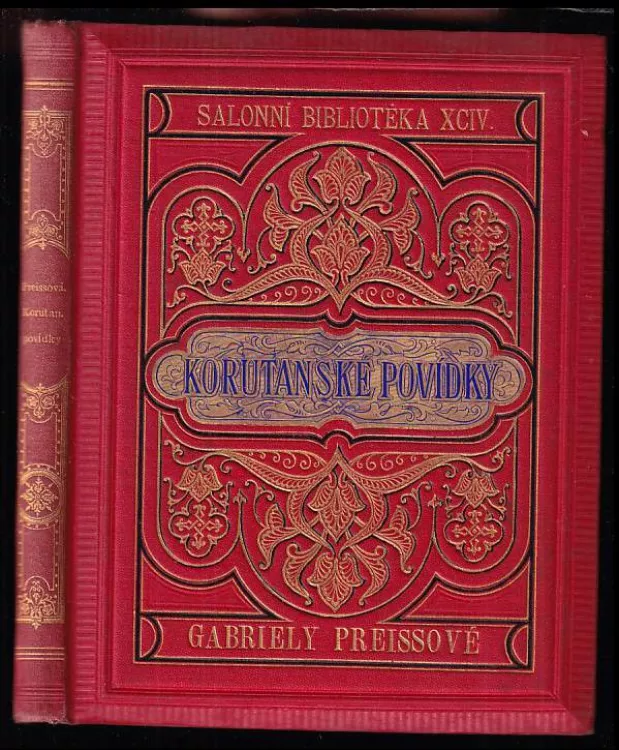 SALONNÍ BIBLIOTÉKA XCIV.
KORUTANSKÉ POVÍDKY
GABRIELY PREISSOVÉ
Preissová.
Korutan.
povídky